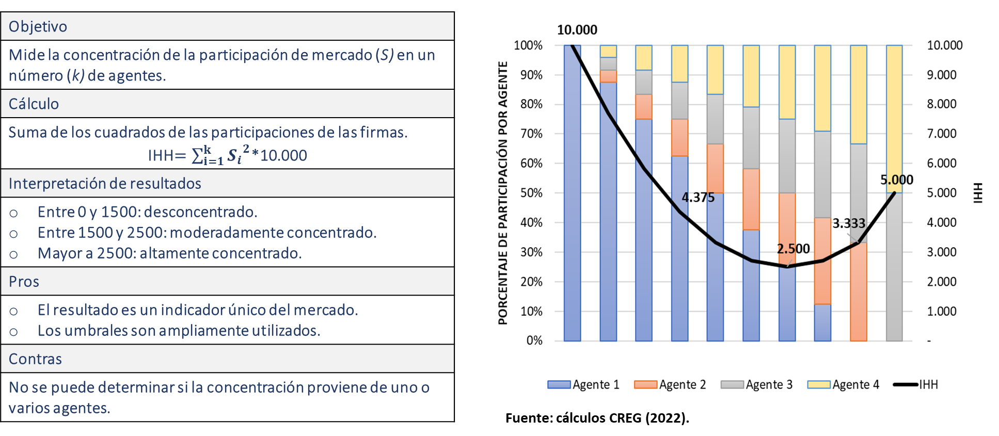 Objetivo
Mide la concentración de la participación de mercado (S) en un
número (k) de agentes.
Cálculo
Suma de los cuadrados de las participaciones de las firmas.
IHH= ∑ᵏᵢ₌₁ Sᵢ² *10.000
Interpretación de resultados
o Entre 0 y 1500: desconcentrado.
o Entre 1500 y 2500: moderadamente concentrado.
o Mayor a 2500: altamente concentrado.
Pros
o El resultado es un indicador único del mercado.
o Los umbrales son ampliamente utilizados.
Contras
No se puede determinar si la concentración proviene de uno o
varios agentes.
PORCENTAJE DE PARTICIPACIÓN POR AGENTE
100%
90%
80%
70%
60%
50%
40%
30%
20%
10%
0%
10.000
4.375
2.500
3.333
5.000
10.000
9.000
8.000
7.000
6.000
5.000
4.000
3.000
2.000
1.000
-
IHH
Agente 1 Agente 2 Agente 3 Agente 4 IHH
Fuente: cálculos CREG (2022).